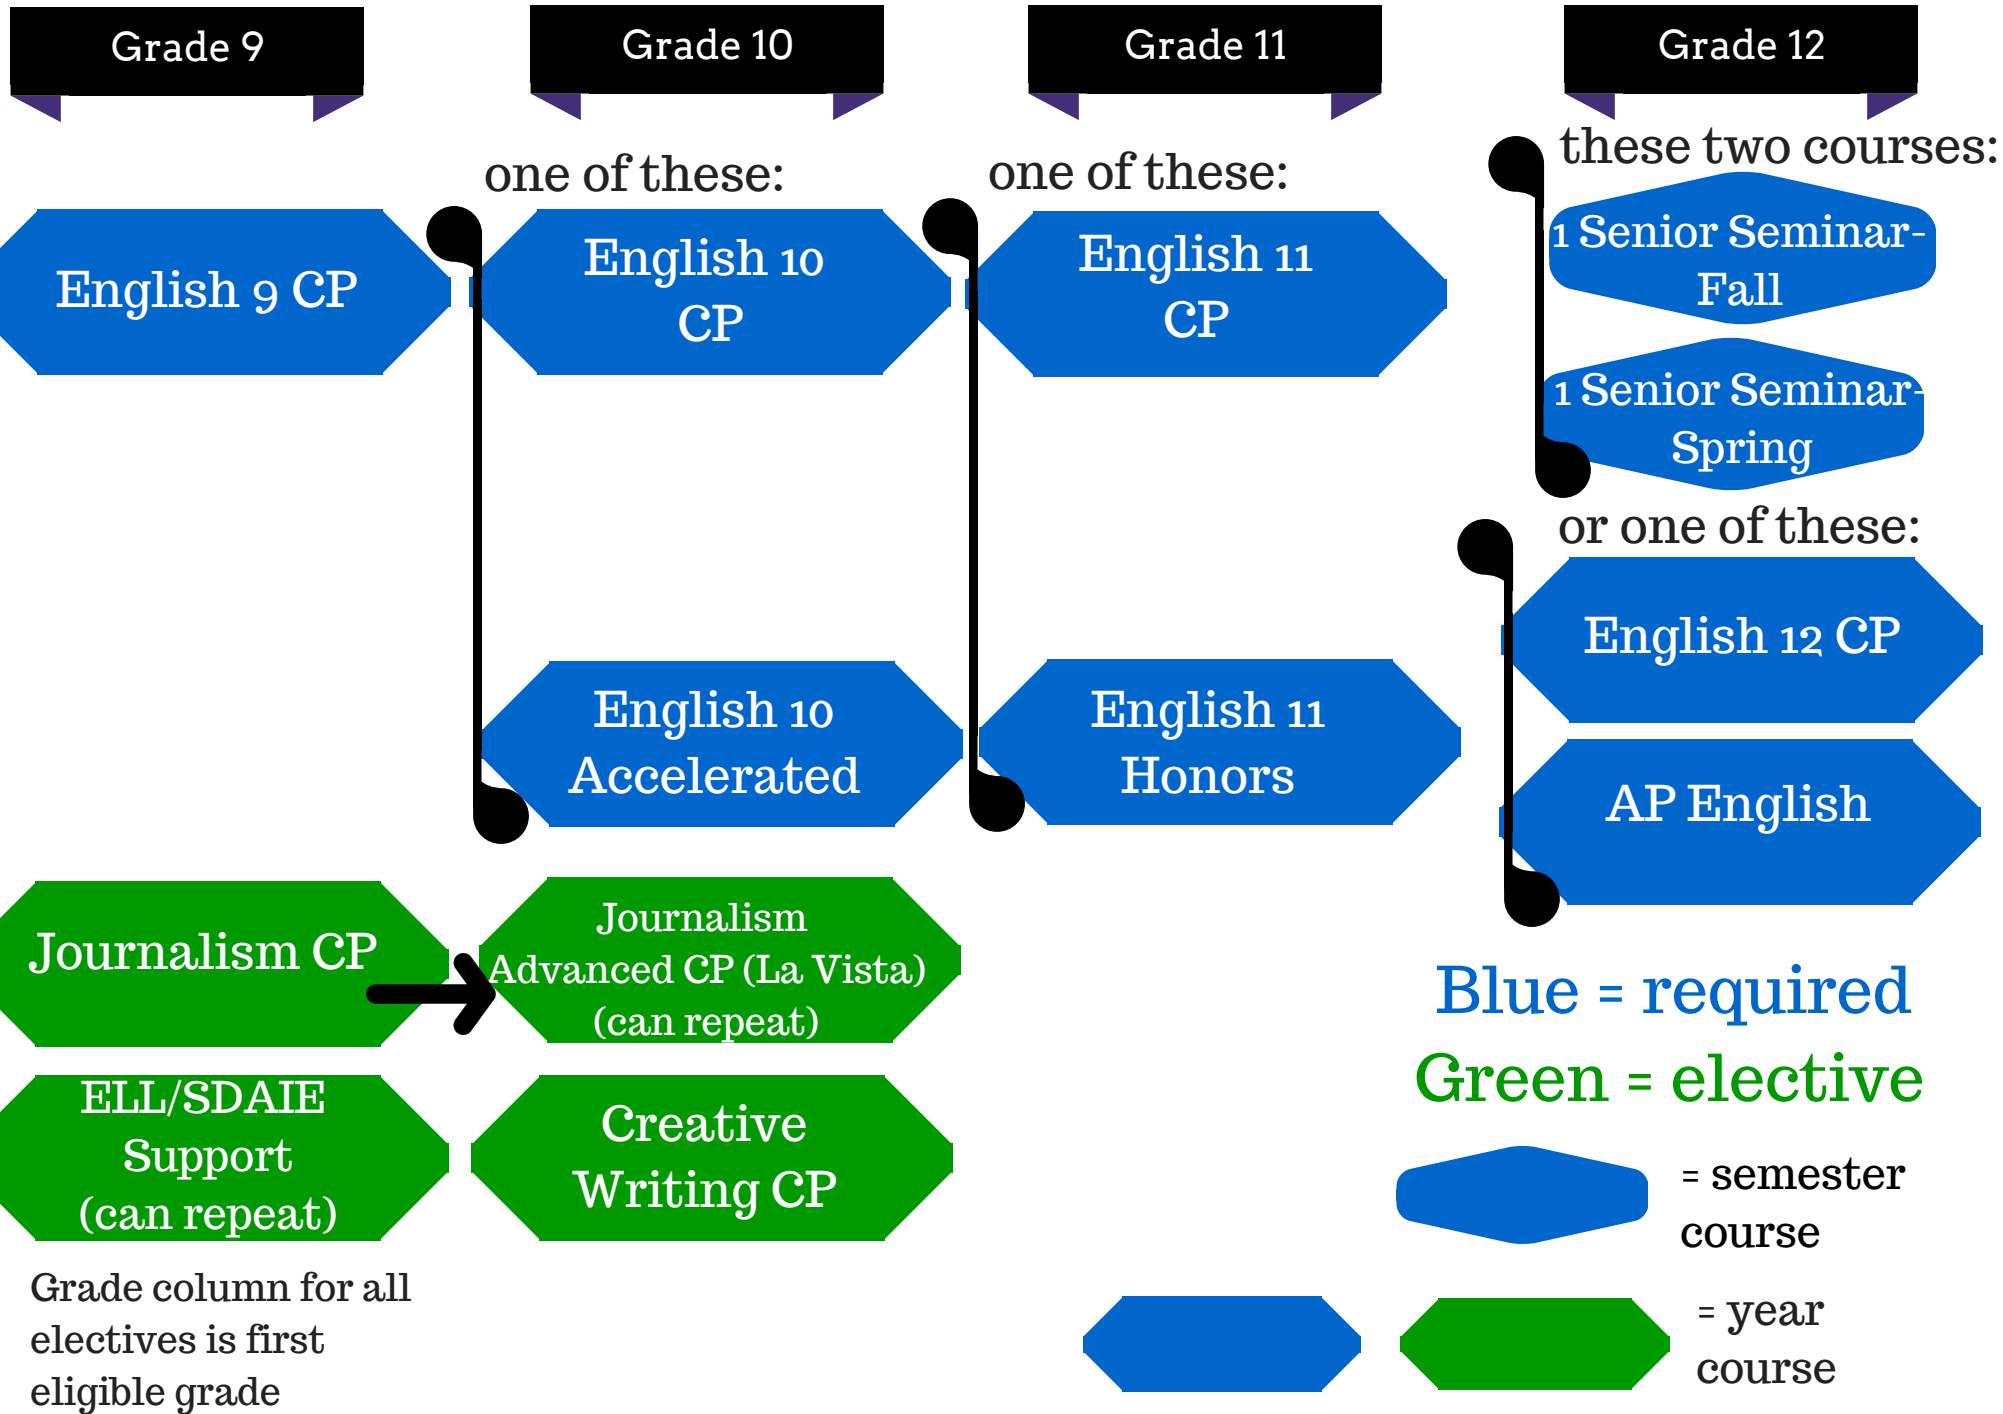 Grade 9
Grade 10
Grade 11
Grade 12
one of these:
one of these:
these two courses:
English 9 CP
English 10
CP
English 11
CP
1 Senior Seminar-
Fall
1 Senior Seminar-
Spring
or one of these:
English 12 CP
English 10
Accelerated
English 11
Honors
AP English
Journalism CP
Journalism
Advanced CP (La Vista)
(can repeat)
ELL/SDAIE
Support
(can repeat)
Creative
Writing CP
Blue = required
Green = elective
= semester
course
= year
course
Grade column for all
electives is first
eligible grade